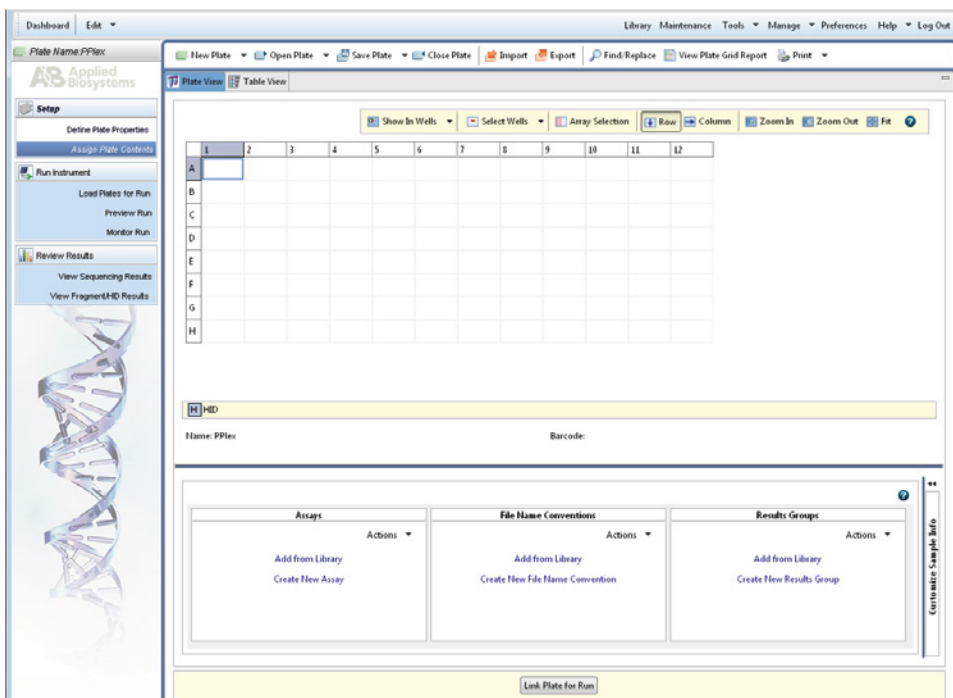 Dashboard Edit Library Maintenance Tools Manage Preferences Help Log Out
Plate Name:PPlex
New Plate Open Plate Save Plate Close Plate Import Export Find/Replace View Plate Grid Report Print
AB Applied Biosystems
Plate View Table View
Setup
Define Plate Properties
Assign Plate Contents
Show In Wells Select Wells Array Selection Row Column Zoom In Zoom Out Fit ?
Run Instrument
Load Plates for Run
Preview Run
Monitor Run
Review Results
View Sequencing Results
View Fragment/HID Results
1 2 3 4 5 6 7 8 9 10 11 12
A
B
C
D
E
F
G
H
H HID
Name: PPlex Barcode:
?
Assays File Name Conventions Results Groups
Actions Actions Actions
Add from Library Add from Library Add from Library
Create New Assay Create New File Name Convention Create New Results Group
Customize Sample Info
Link Plate for Run